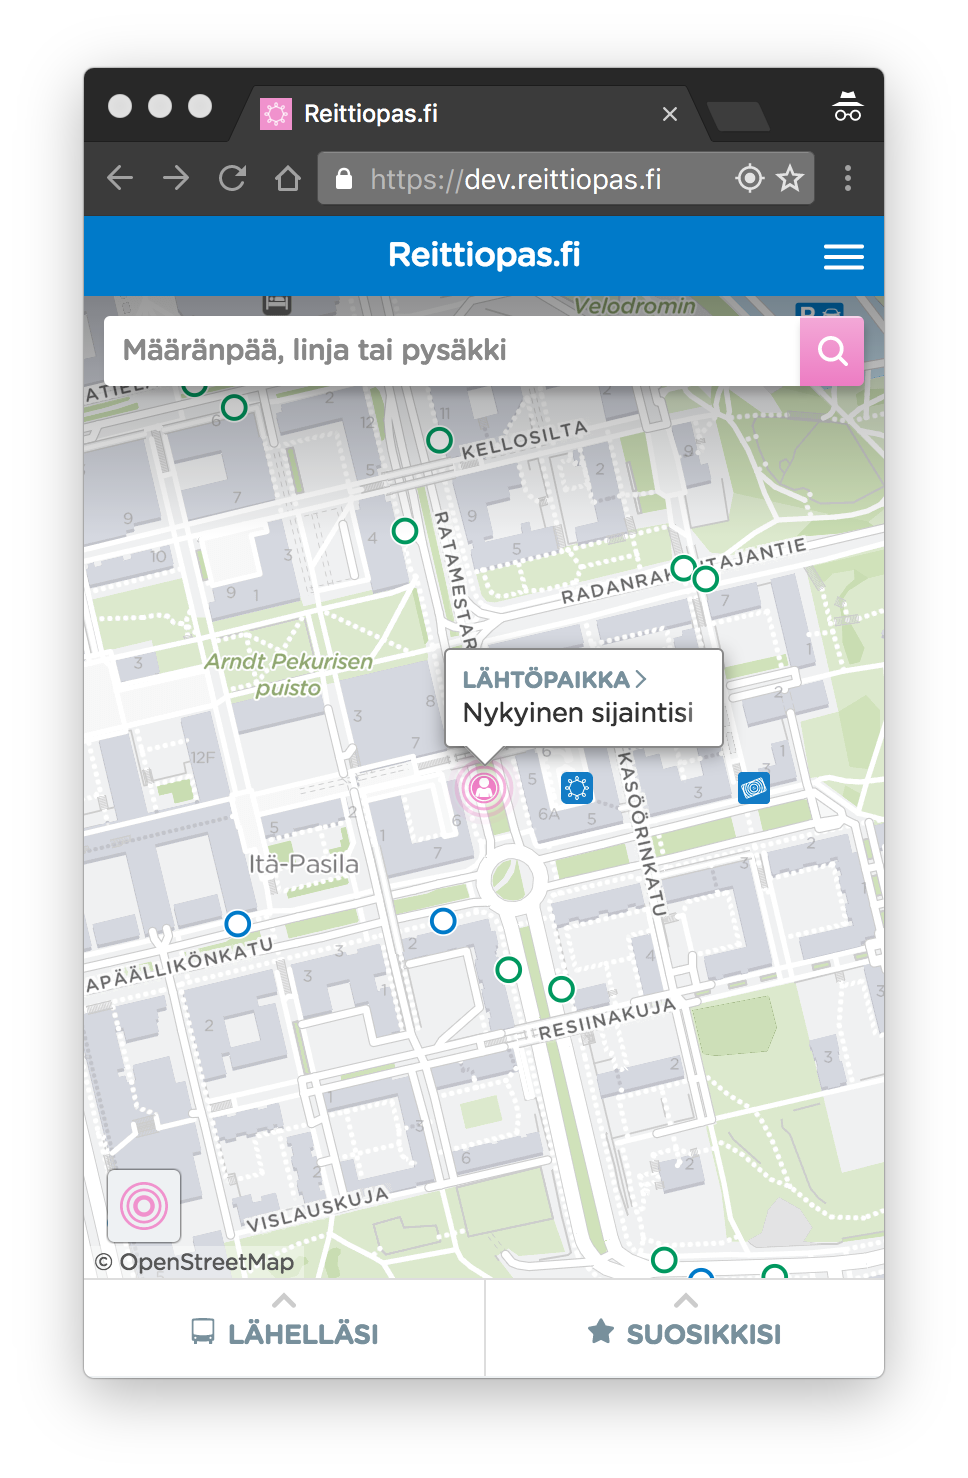 Reittiopas.fi
https://dev.reittiopas.fi
Reittiopas.fi
Velodromin
Määränpää, linja tai pysäkki
ATIEL
2
6
12
11
KELLOSILTA
5
9
2
1
7
9
9
4
RATAMESTAR
5
3
10
RADANRAK TAJANTIE
9
1
7
3
Arndt Pekurisen
puisto
LÄHTÖPAIKKA
Nykyinen sijaintisi
2
8
3
7
12F
6
5
3
3
6A
5
KASÖÖRINKATU
2
6
5
1
7
2
Itä-Pasila
3
1
APÄÄLLIKÖNKATU
3
2
4
3
1
3
2
RESIINAKUJA
2
3
1
3
6
2
2
VISLAUSKUJA
© OpenStreetMap
LÄHELLÄSI
SUOSIKKISI